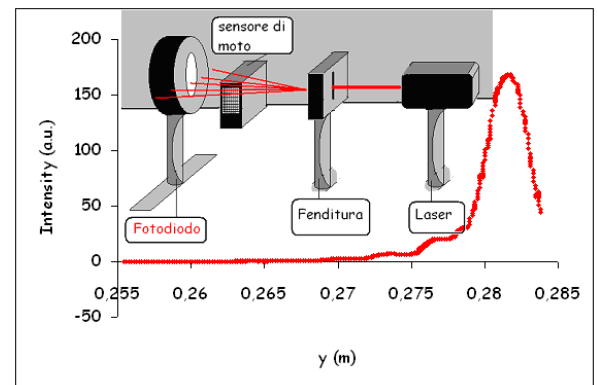 sensore di
moto
200
150
100
50
0
-50
Intensity (a.u.)
Fotodiodo
Fenditura
Laser
0,255
0,26
0,265
0,27
0,275
0,28
0,285
y (m)